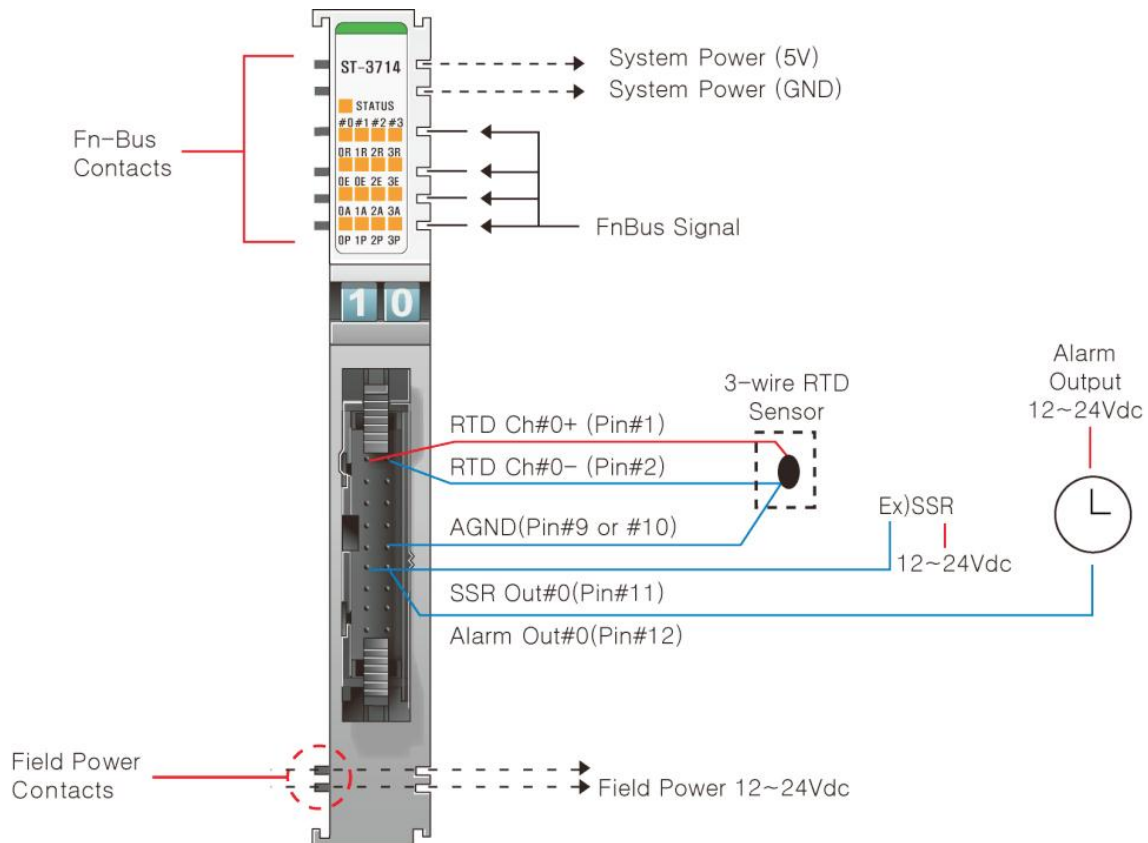 ST-3714
STATUS
#0 #1 #2 #3
0R 1R 2R 3R
0E 0E 2E 3E
0A 1A 2A 3A
0P 1P 2P 3P
1 0
Fn-Bus
Contacts
System Power (5V)
System Power (GND)
FnBus Signal
3-wire RTD
Sensor
Alarm
Output
12~24Vdc
RTD Ch#0+ (Pin#1)
RTD Ch#0- (Pin#2)
AGND(Pin#9 or #10)
SSR Out#0(Pin#11)
Alarm Out#0(Pin#12)
Ex)SSR
12~24Vdc
Field Power
Contacts
Field Power 12~24Vdc